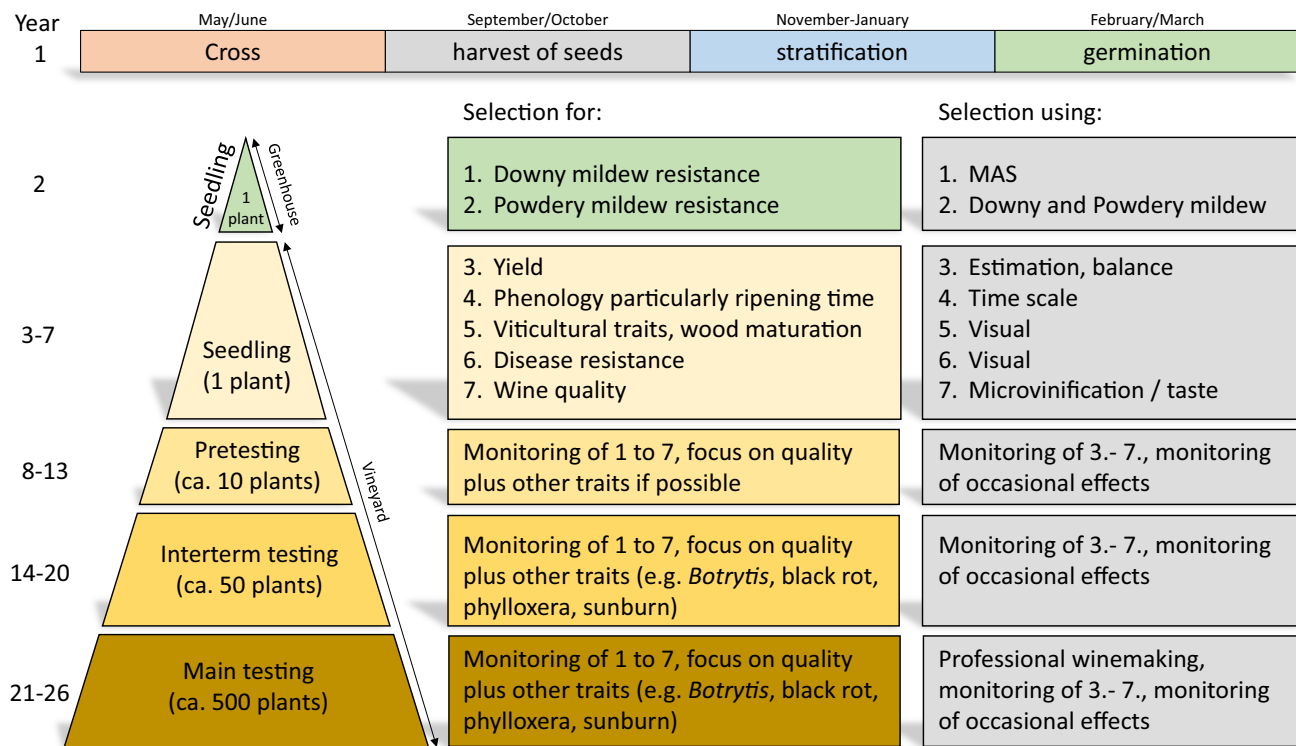 Year
May/June
September/October
November-January
February/March
1
Cross
harvest of seeds
stratification
germination
Selection for:
Selection using:
2
Seedling
1
plant
Greenhouse
1. Downy mildew resistance
2. Powdery mildew resistance
1. MAS
2. Downy and Powdery mildew
3-7
Seedling
(1 plant)
3. Yield
4. Phenology particularly ripening time
5. Viticultural traits, wood maturation
6. Disease resistance
7. Wine quality
3. Estimation, balance
4. Time scale
5. Visual
6. Visual
7. Microvinification / taste
Vineyard
8-13
Pretesting
(ca. 10 plants)
Monitoring of 1 to 7, focus on quality
plus other traits if possible
Monitoring of 3.- 7., monitoring
of occasional effects
14-20
Interterm testing
(ca. 50 plants)
Monitoring of 1 to 7, focus on quality
plus other traits (e.g. Botrytis, black rot,
phylloxera, sunburn)
Monitoring of 3.- 7., monitoring
of occasional effects
21-26
Main testing
(ca. 500 plants)
Monitoring of 1 to 7, focus on quality
plus other traits (e.g. Botrytis, black rot,
phylloxera, sunburn)
Professional winemaking,
monitoring of 3.- 7., monitoring
of occasional effects